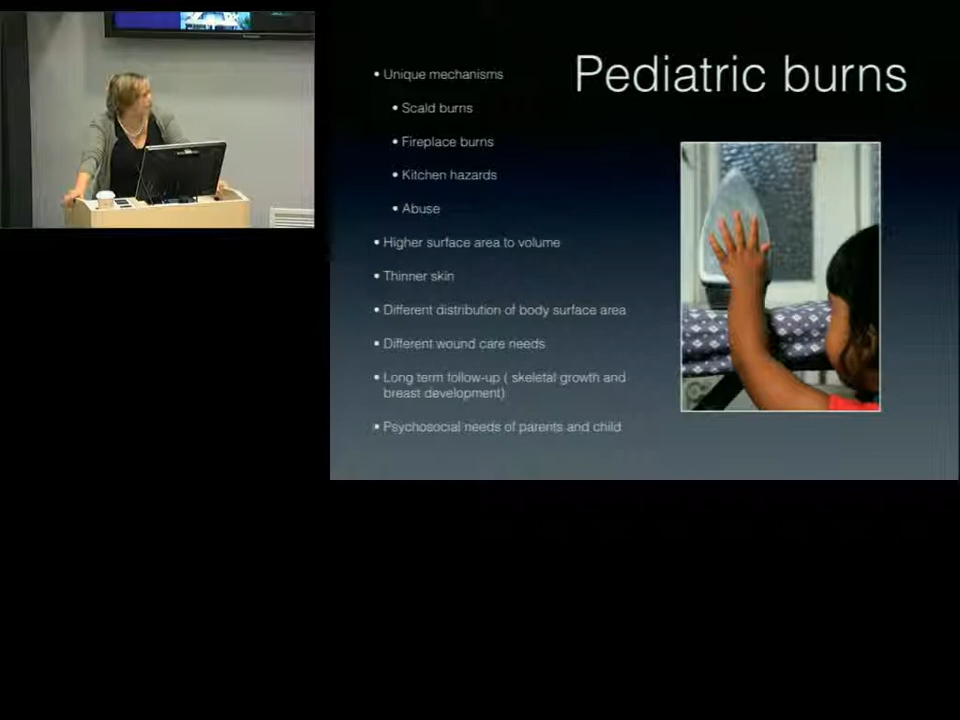 Pediatric burns
• Unique mechanisms
• Scald burns
• Fireplace burns
• Kitchen hazards
• Abuse
• Higher surface area to volume
• Thinner skin
• Different distribution of body surface area
• Different wound care needs
• Long term follow-up ( skeletal growth and
breast development)
• Psychosocial needs of parents and child